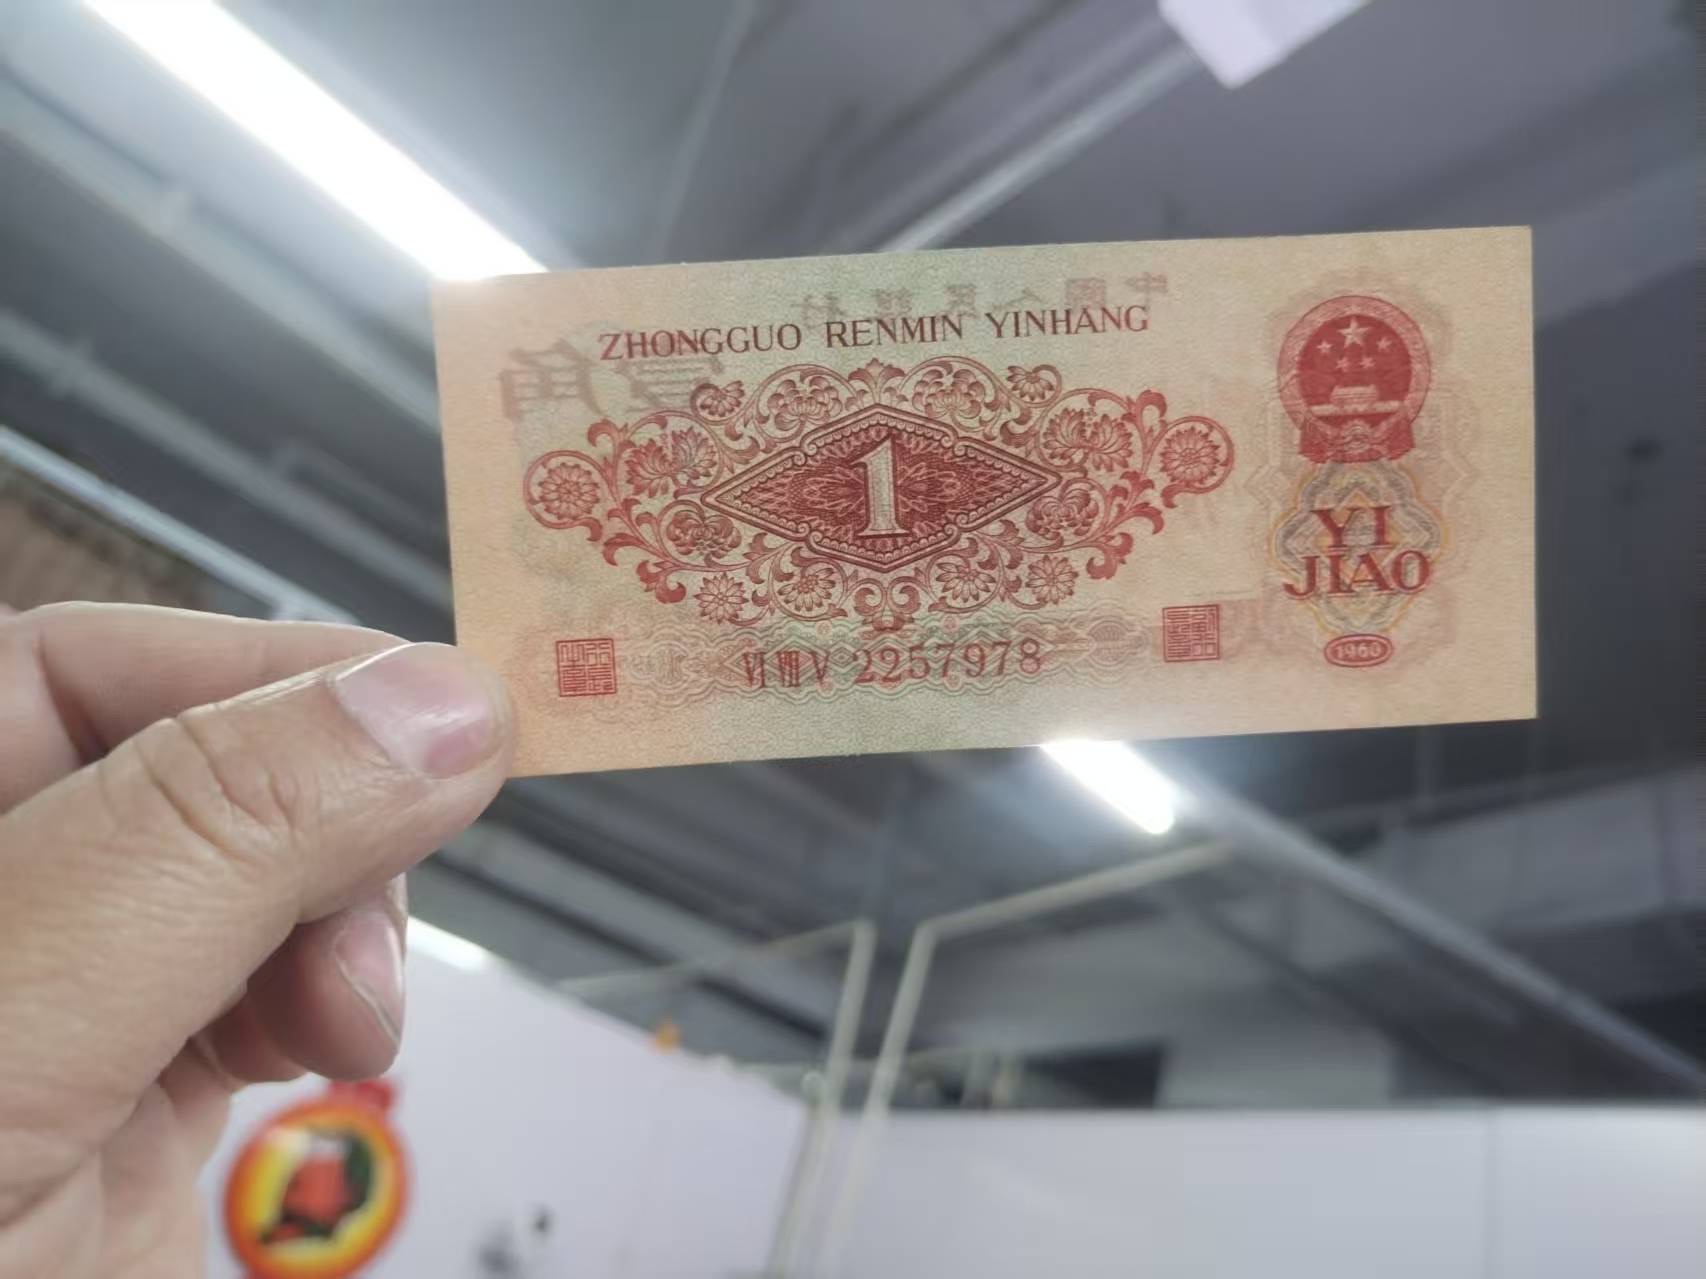 ZHONGGUO RENMIN YINHANG
1
YI
JIAO
VI VIII V 2257978
1960